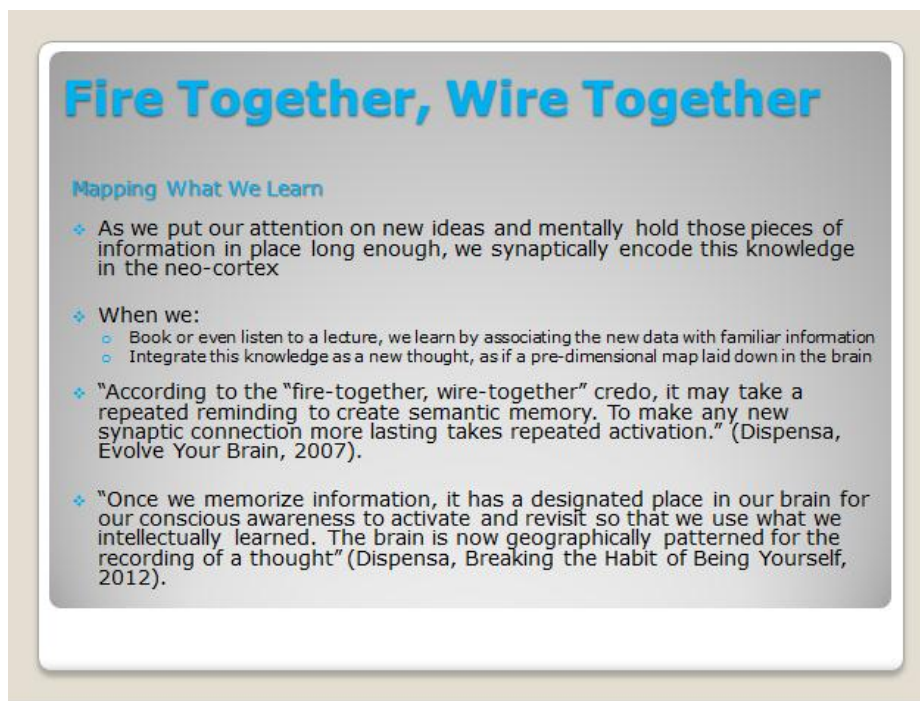 Fire Together, Wire Together
Mapping What We Learn
As we put our attention on new ideas and mentally hold those pieces of
information in place long enough, we synaptically encode this knowledge
in the neo-cortex
When we:
Book or even listen to a lecture, we learn by associating the new data with familiar information
Integrate this knowledge as a new thought, as if a pre-dimensional map laid down in the brain
“According to the “fire-together, wire-together” credo, it may take a
repeated reminding to create semantic memory. To make any new
synaptic connection more lasting takes repeated activation.” (Dispensa,
Evolve Your Brain, 2007).
“Once we memorize information, it has a designated place in our brain for
our conscious awareness to activate and revisit so that we use what we
intellectually learned. The brain is now geographically patterned for the
recording of a thought” (Dispensa, Breaking the Habit of Being Yourself,
2012).